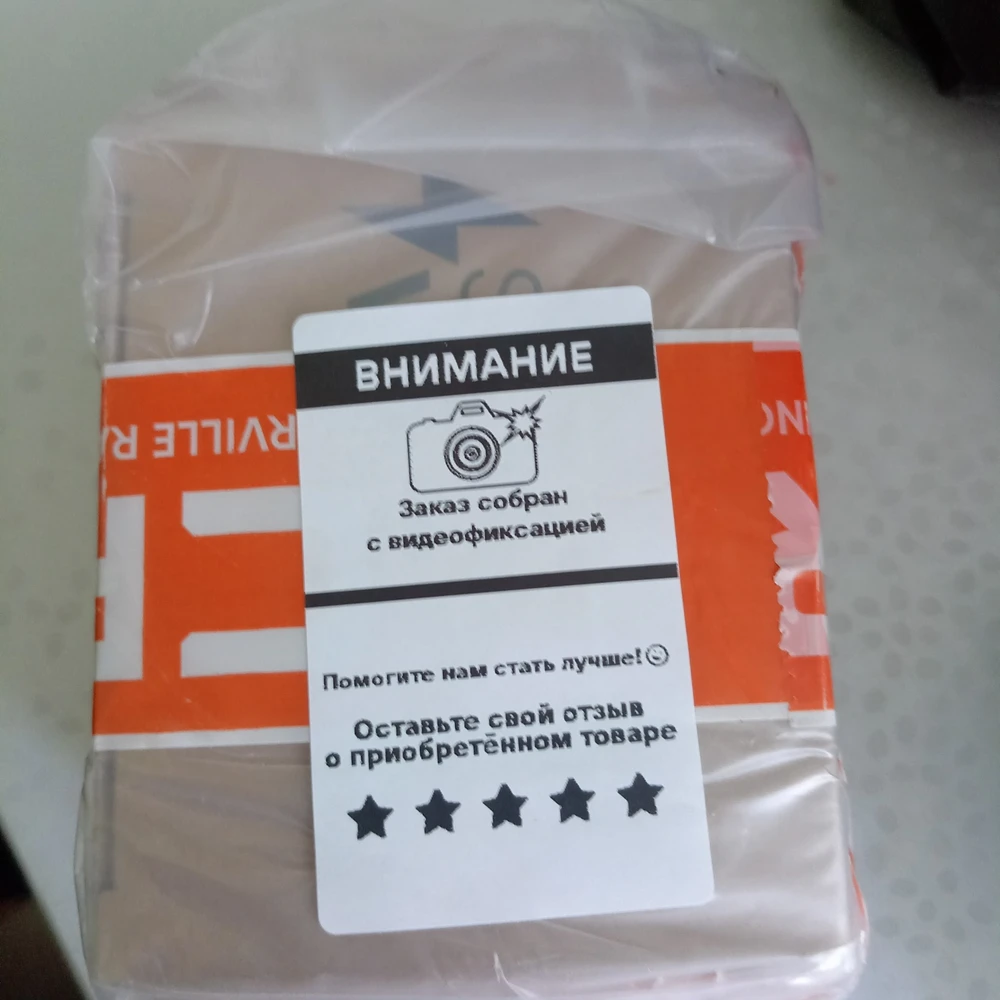 ВНИМАНИЕ
Заказ собран
с видеофиксацией
Помогите нам стать лучше!
Оставьте свой отзыв
о приобретённом товаре